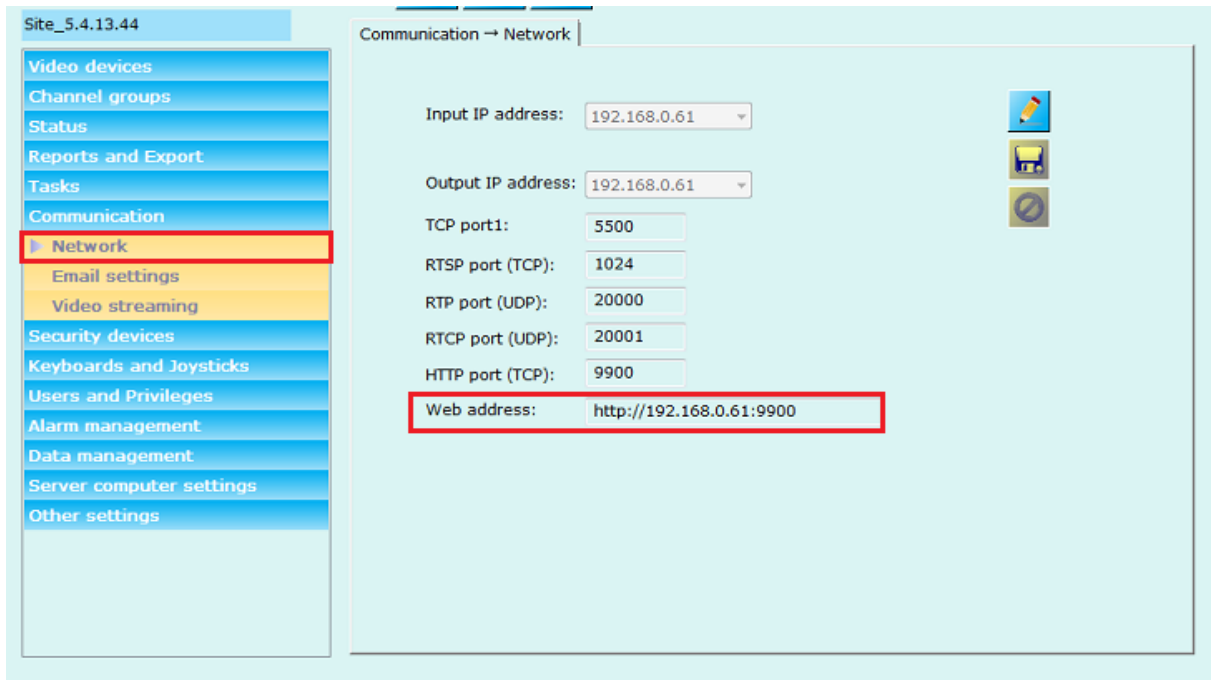 Site_5.4.13.44
Video devices
Channel groups
Status
Reports and Export
Tasks
Communication
Network
Email settings
Video streaming
Security devices
Keyboards and Joysticks
Users and Privileges
Alarm management
Data management
Server computer settings
Other settings
Communication → Network
Input IP address: 192.168.0.61
Output IP address: 192.168.0.61
TCP port1: 5500
RTSP port (TCP): 1024
RTP port (UDP): 20000
RTCP port (UDP): 20001
HTTP port (TCP): 9900
Web address: http://192.168.0.61:9900